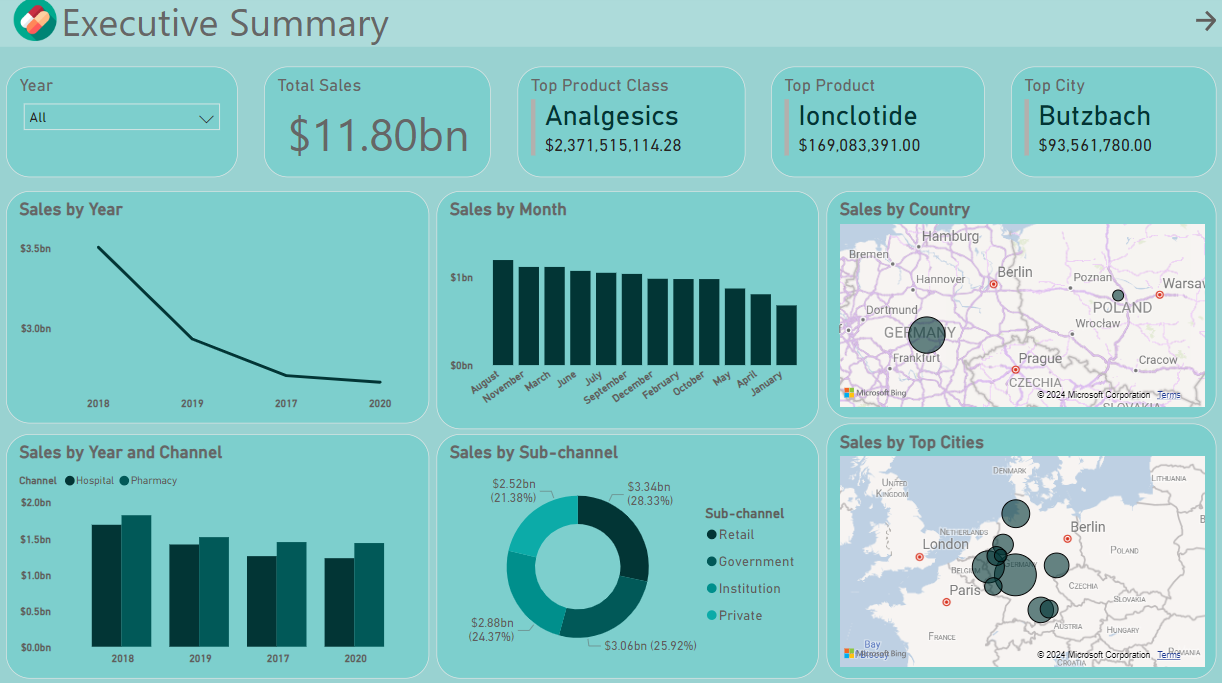 Executive Summary
Year
All
Total Sales
$11.80bn
Top Product Class
Analgesics
$2,371,515,114.28
Top Product
Ionclotide
$169,083,391.00
Top City
Butzbach
$93,561,780.00
Sales by Year
$3.5bn
$3.0bn
2018 2019 2017 2020
Sales by Month
$1bn
$0bn
August November March June July September December February October May April January
Sales by Country
Hamburg
Bremen
Berlin
Hannover
Poznan
Warsaw
Dortmund
POLAND
GERMANY
Wrocław
Frankfurt
Prague
Cracow
CZECHIA
Microsoft Bing
© 2024 Microsoft Corporation Terms
SLOVAKIA
Sales by Year and Channel
Channel Hospital Pharmacy
$2.0bn
$1.5bn
$1.0bn
$0.5bn
$0.0bn
2018 2019 2017 2020
Sales by Sub-channel
$2.52bn
(21.38%)
$3.34bn
(28.33%)
$2.88bn
(24.37%)
$3.06bn (25.92%)
Sub-channel
Retail
Government
Institution
Private
Sales by Top Cities
DENMARK
LITHUANIA
UNITED
KINGDOM
Berlin
NETHERLANDS
London
POLAND
GERMANY
BELGIUM
Paris
CZECHIA
SLOVAKIA
AUSTRIA
HUNGARY
FRANCE
Bay
of Biscay
Microsoft Bing
© 2024 Microsoft Corporation Terms
ROMANIA
CROATIA